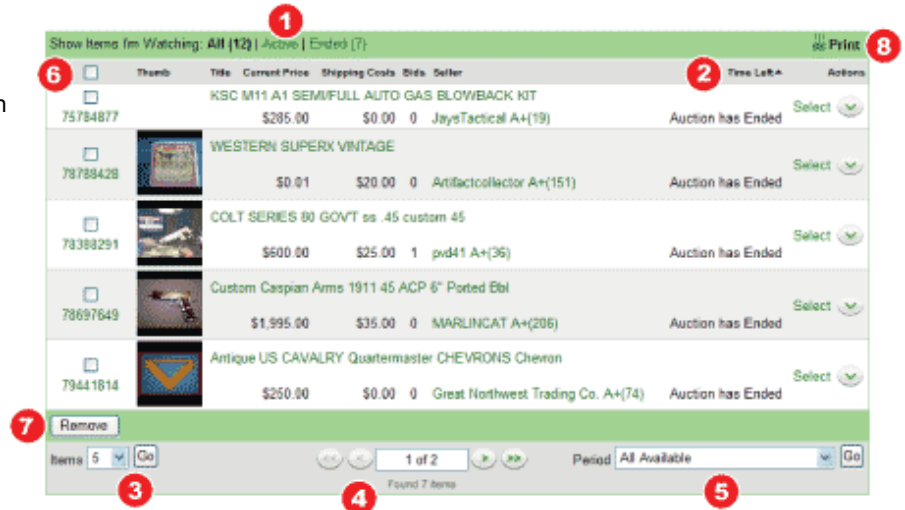 1
Show Items I'm Watching: All (12) | Active | Ended (7) Print 8
6 Thumb Title Current Price Shipping Costs Bids Seller 2 Time Left Actions
KSC M11 A1 SEMI/FULL AUTO GAS BLOWBACK KIT
n
75784877 $285.00 $0.00 0 JaysTactical A+(19) Auction has Ended Select
WESTERN SUPERX VINTAGE
78788428 $0.01 $20.00 0 Artifactcollector A+(151) Auction has Ended Select
COLT SERIES 80 GOV'T ss .45 custom 45
78388291 $600.00 $25.00 1 pvd41 A+(36) Auction has Ended Select
Custom Caspian Arms 1911 45 ACP 6" Ported Bbl
78697649 $1,995.00 $35.00 0 MARLINCAT A+(206) Auction has Ended Select
Antique US CAVALRY Quartermaster CHEVRONS Chevron
79441814 $250.00 $0.00 0 Great Northwest Trading Co. A+(74) Auction has Ended Select
7 Remove
Items 5 Go << < 1 of 2 > >> Period All Available Go
Found 7 items
3 4 5